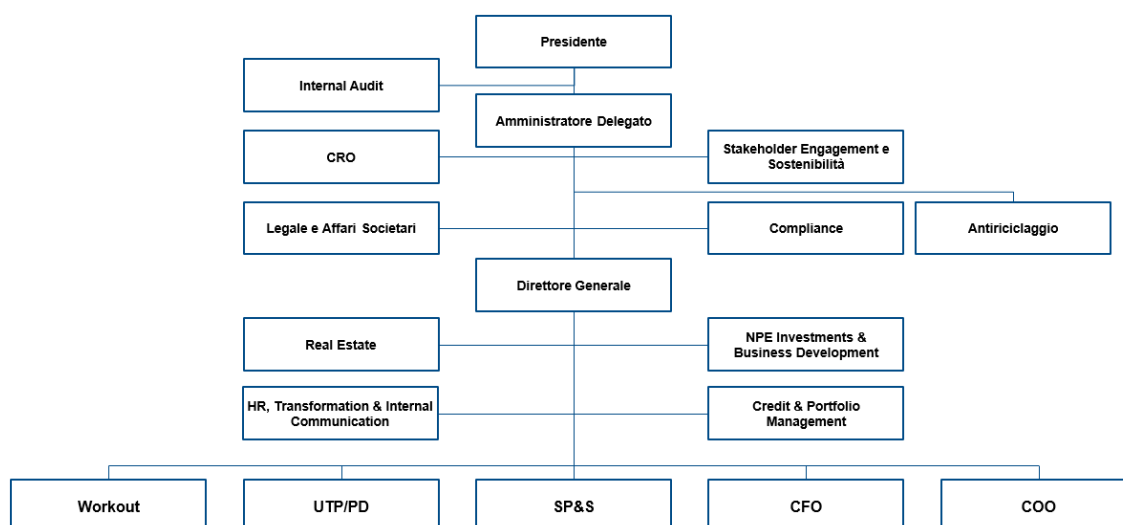 Presidente
Internal Audit
Amministratore Delegato
CRO
Stakeholder Engagement e
Sostenibilità
Legale e Affari Societari
Compliance
Antiriciclaggio
Direttore Generale
Real Estate
NPE Investments &
Business Development
HR, Transformation & Internal
Communication
Credit & Portfolio
Management
Workout
UTP/PD
SP&S
CFO
COO